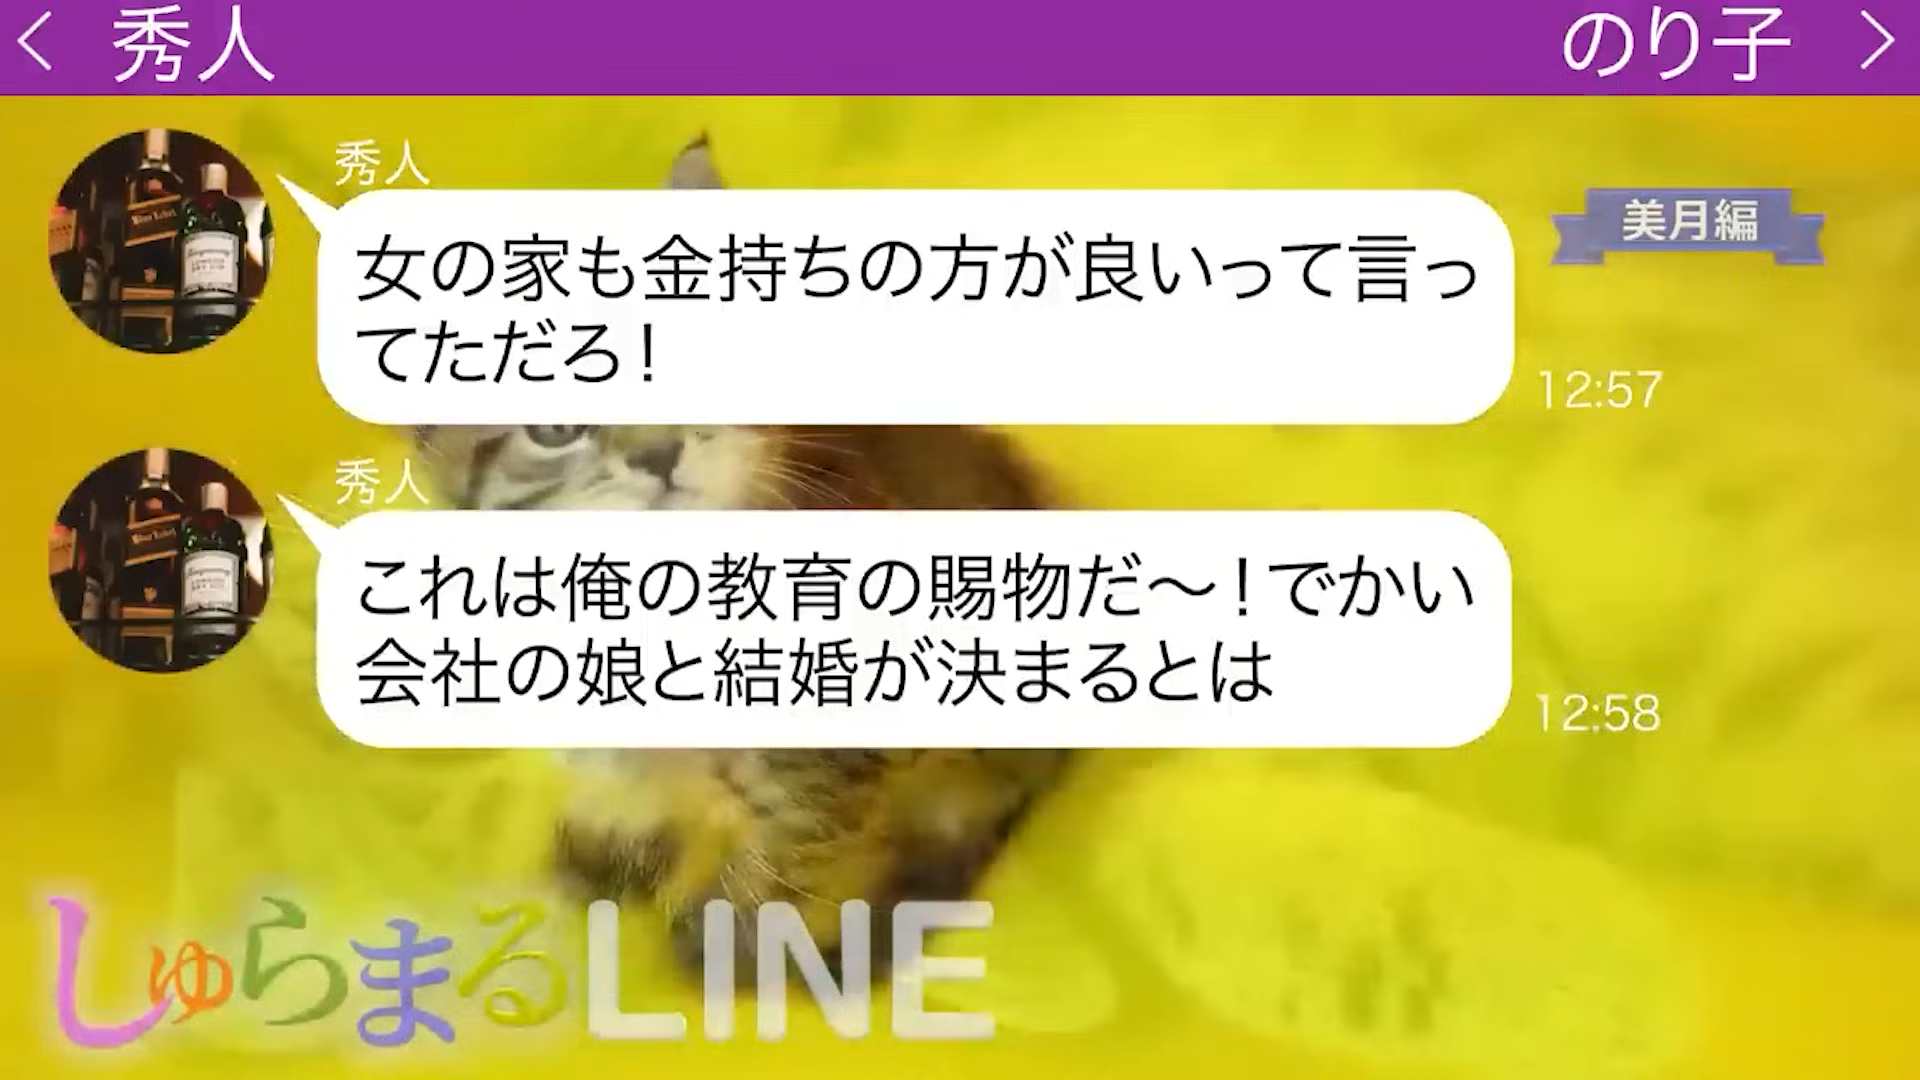 秀人
のり子
秀人
女の家も金持ちの方が良いって言っ
てただろ！
12:57
美月編
秀人
これは俺の教育の賜物だ〜！でかい
会社の娘と結婚が決まるとは
12:58
しゅらまるLINE